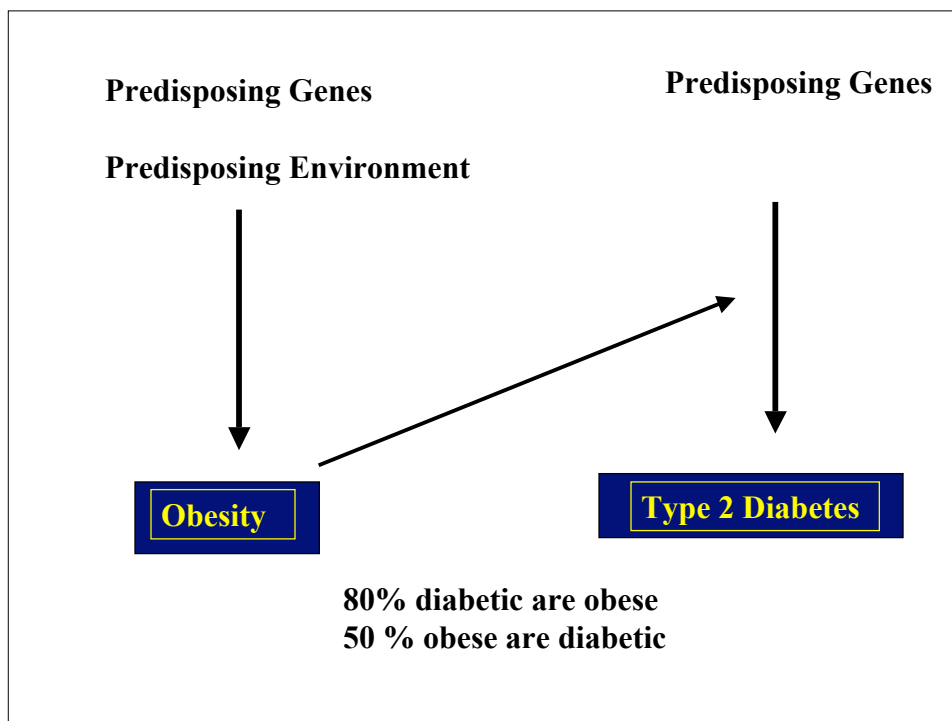 Predisposing Genes
Predisposing Genes
Predisposing Environment
Obesity
Type 2 Diabetes
80% diabetic are obese
50 % obese are diabetic